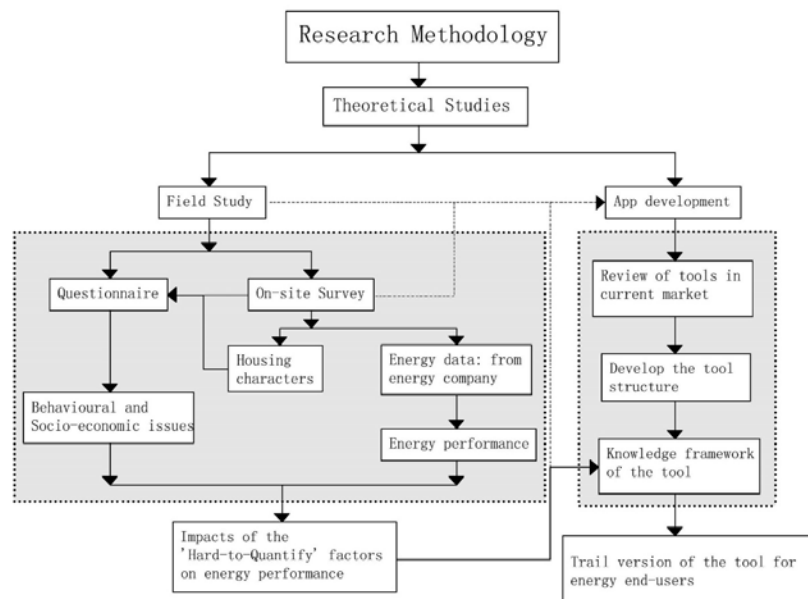 Research Methodology
Theoretical Studies
Field Study
App development
Questionnaire
On-site Survey
Review of tools in
current market
Housing
characters
Energy data: from
energy company
Develop the tool
structure
Behavioural and
Socio-economic issues
Energy performance
Knowledge framework
of the tool
Impacts of the
'Hard-to-Quantify' factors
on energy performance
Trail version of the tool for
energy end-users